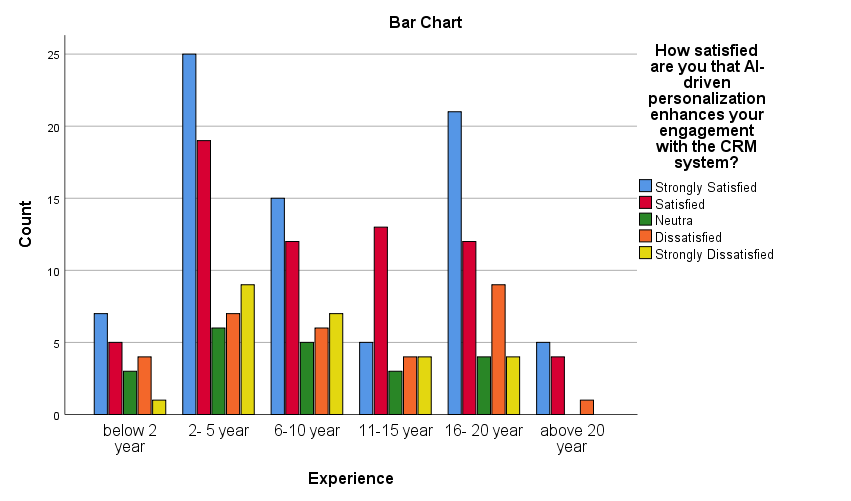 Bar Chart
How satisfied
are you that AI-
driven
personalization
enhances your
engagement
with the CRM
system?
Strongly Satisfied
Satisfied
Neutra
Dissatisfied
Strongly Dissatisfied
Count
25
20
15
10
5
0
below 2
year
2- 5 year
6-10 year
11-15 year
16- 20 year
above 20
year
Experience